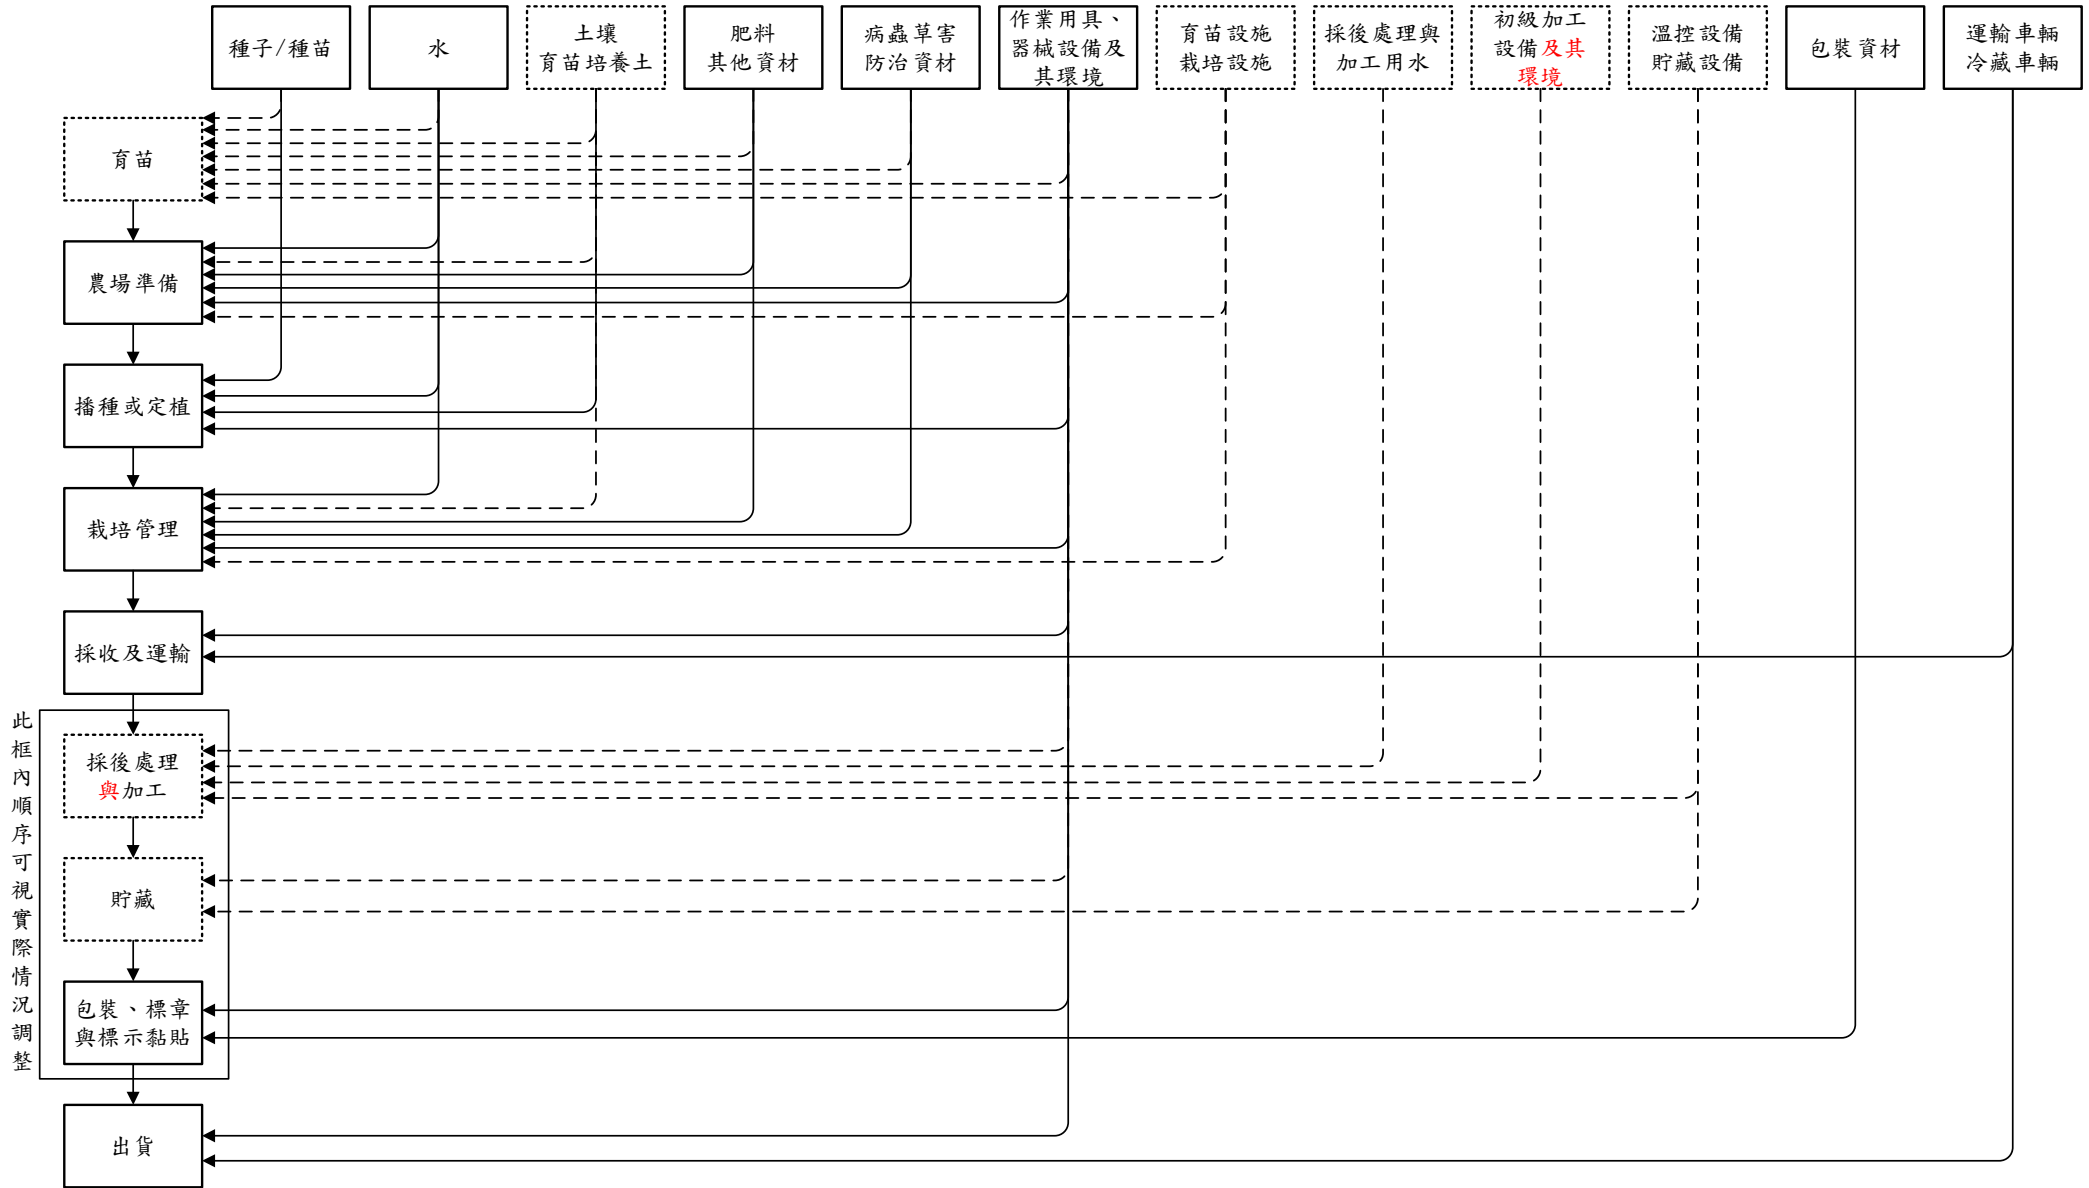 種子/種苗
水
土壤
育苗培養土
肥料
其他資材
病蟲草害
防治資材
作業用具、
器械設備及
其環境
育苗設施
栽培設施
採後處理與
加工用水
初級加工
設備及其
環境
溫控設備
貯藏設備
包裝資材
運輸車輛
冷藏車輛
育苗
農場準備
播種或定植
栽培管理
採收及運輸
此框內順序可視實際情況調整
採後處理
與加工
貯藏
包裝、標章
與標示黏貼
出貨